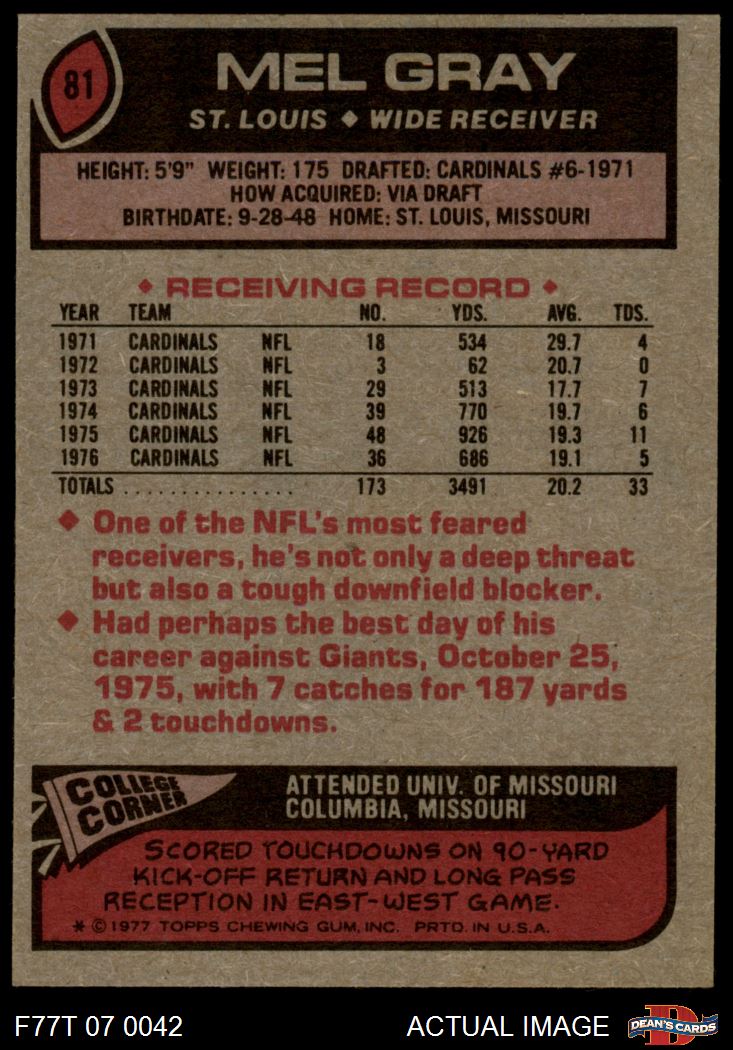 81
MEL GRAY
ST. LOUIS ♦ WIDE RECEIVER
HEIGHT: 5'9" WEIGHT: 175 DRAFTED: CARDINALS #6-1971
HOW ACQUIRED: VIA DRAFT
BIRTHDATE: 9-28-48 HOME: ST. LOUIS, MISSOURI
♦ RECEIVING RECORD ♦
YEAR TEAM NO. YDS. AVG. TDS.
1971 CARDINALS NFL 18 534 29.7 4
1972 CARDINALS NFL 3 62 20.7 0
1973 CARDINALS NFL 29 513 17.7 7
1974 CARDINALS NFL 39 770 19.7 6
1975 CARDINALS NFL 48 926 19.3 11
1976 CARDINALS NFL 36 686 19.1 5
TOTALS ................ 173 3491 20.2 33
♦ One of the NFL's most feared
receivers, he's not only a deep threat
but also a tough downfield blocker.
♦ Had perhaps the best day of his
career against Giants, October 25,
1975, with 7 catches for 187 yards
& 2 touchdowns.
COLLEGE
CORNER
ATTENDED UNIV. OF MISSOURI
COLUMBIA, MISSOURI
SCORED TOUCHDOWNS ON 90-YARD
KICK-OFF RETURN AND LONG PASS
RECEPTION IN EAST-WEST GAME.
* © 1977 TOPPS CHEWING GUM, INC. PRTD. IN U.S.A.
F77T 07 0042
ACTUAL IMAGE
D
DEAN'S CARDS